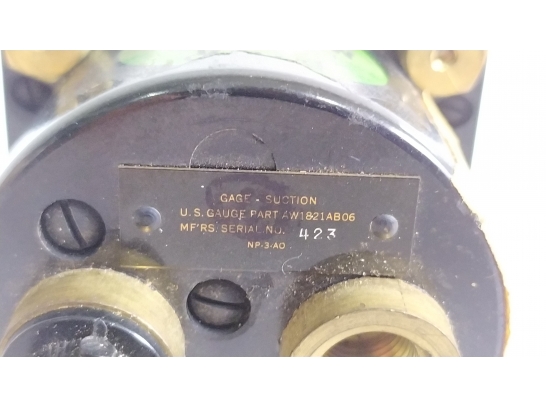 GAGE - SUCTION
U.S. GAUGE PART AW1821AB06
MF'RS. SERIAL NO. 423
NP-3-AO